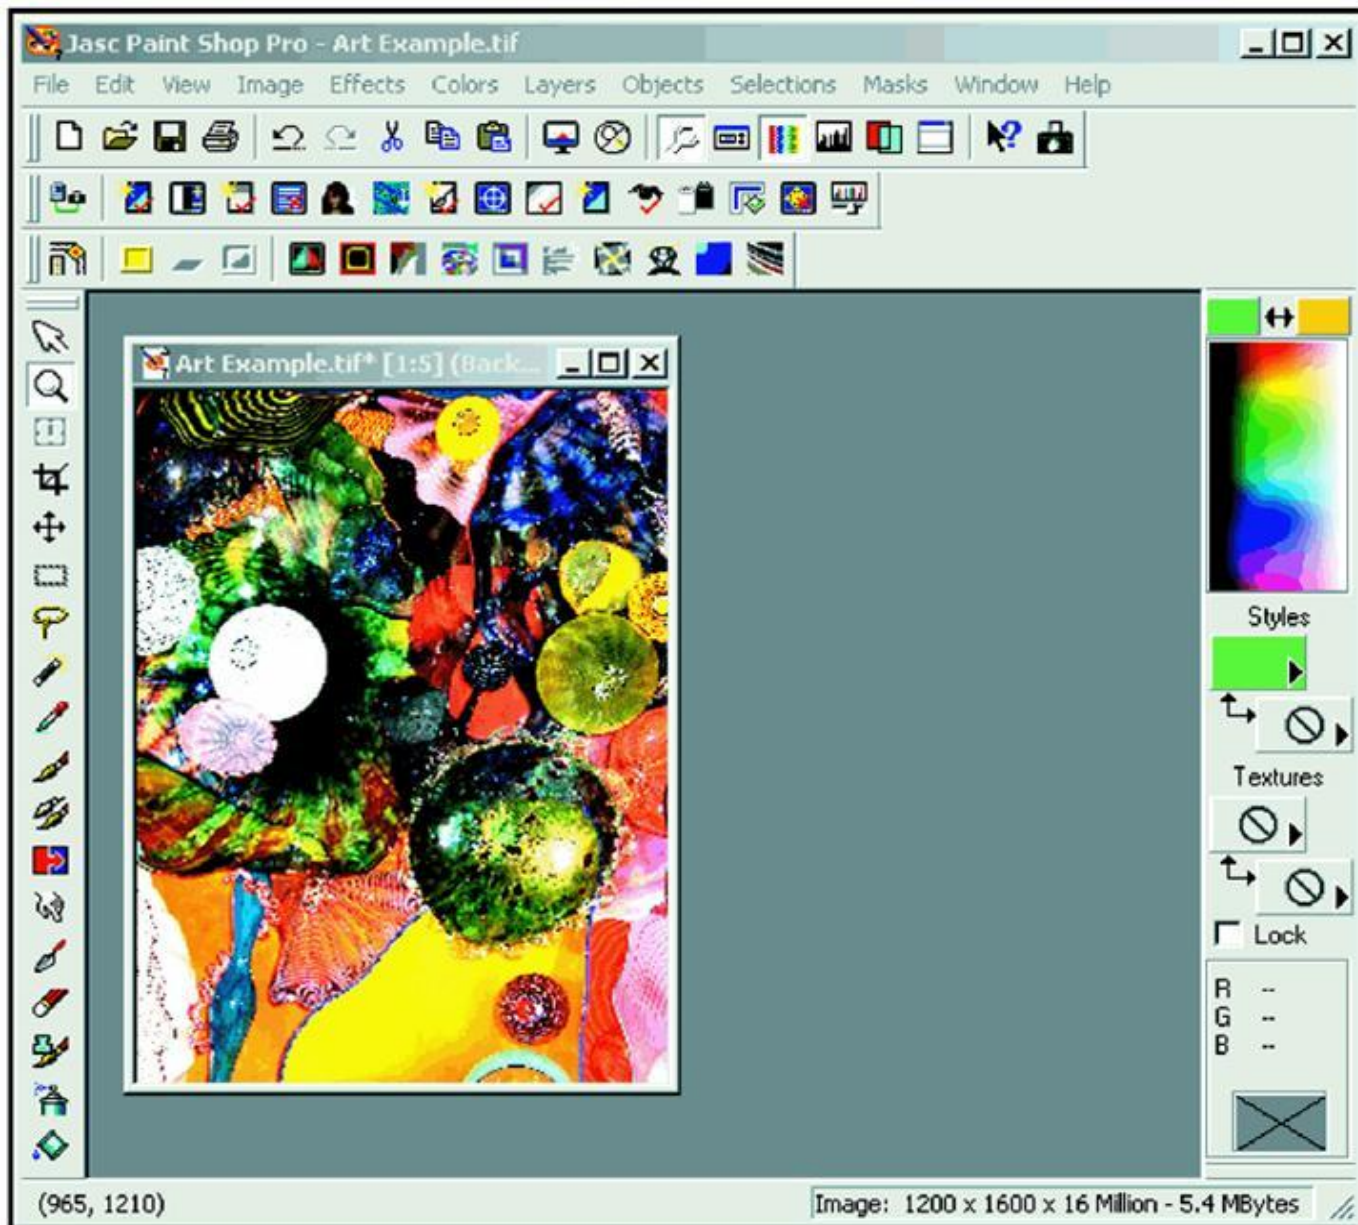 Jasc Paint Shop Pro - Art Example.tif
File Edit View Image Effects Colors Layers Objects Selections Masks Window Help
Art Example.tif* [1:5] (Back...
Styles
Textures
Lock
R --
G --
B --
(965, 1210)
Image: 1200 x 1600 x 16 Million - 5.4 MBytes